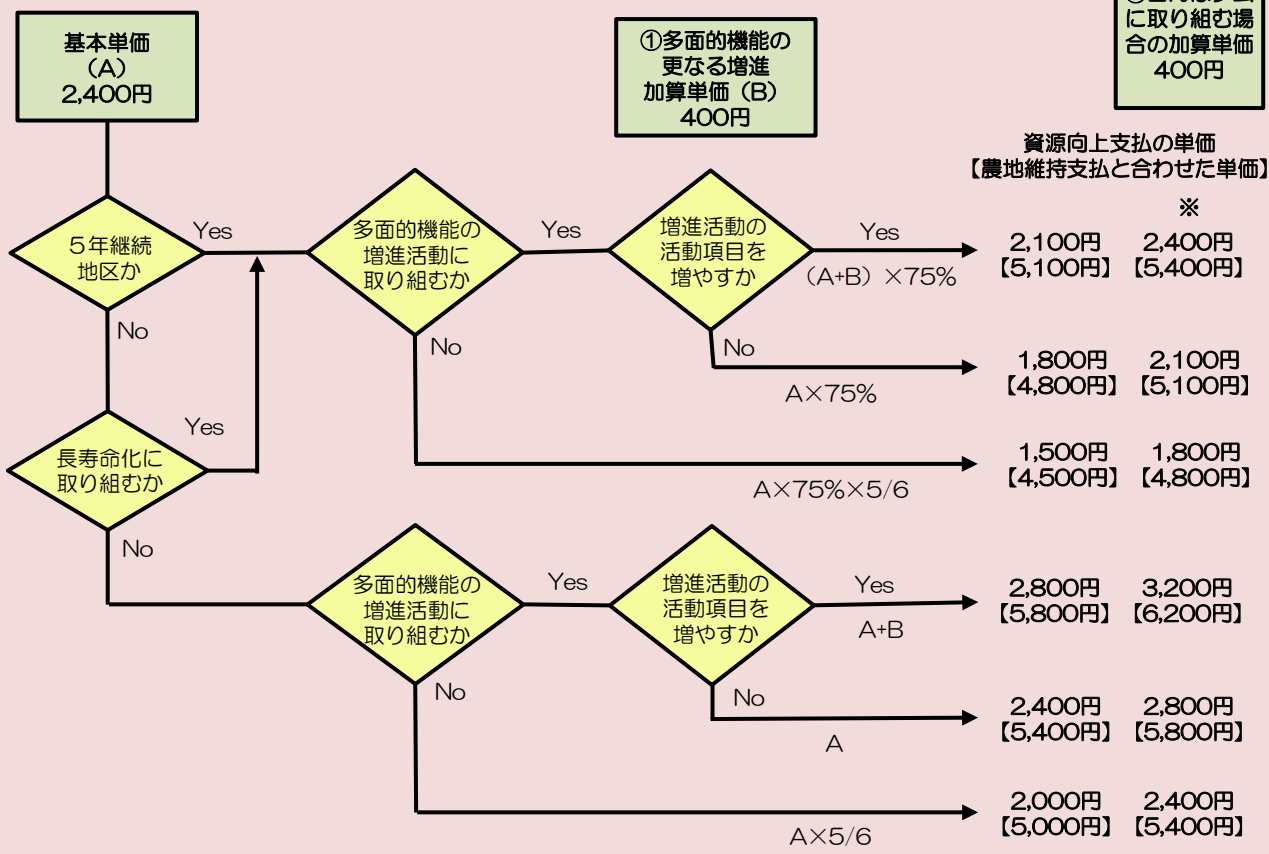 基本単価
（A）
2,400円
①多面的機能の
更なる増進
加算単価（B）
400円
に取り組む場
合の加算単価
400円
資源向上支払の単価
【農地維持支払と合わせた単価】
※
５年継続
地区か
Yes
多面的機能の
増進活動に
取り組むか
Yes
増進活動の
活動項目を
増やすか
Yes
（A+B）×75%
2,100円 2,400円
【5,100円】 【5,400円】
No
No
No
A×75%
1,800円 2,100円
【4,800円】 【5,100円】
長寿命化に
取り組むか
Yes
A×75%×5/6
1,500円 1,800円
【4,500円】 【4,800円】
No
多面的機能の
増進活動に
取り組むか
Yes
増進活動の
活動項目を
増やすか
Yes
A+B
2,800円 3,200円
【5,800円】 【6,200円】
No
No
A
2,400円 2,800円
【5,400円】 【5,800円】
A×5/6
2,000円 2,400円
【5,000円】 【5,400円】